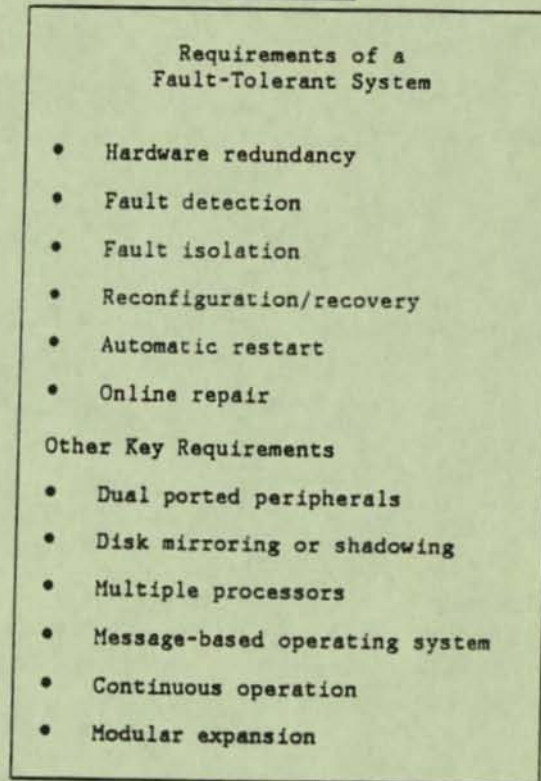 Requirements of a
Fault-Tolerant System
• Hardware redundancy
• Fault detection
• Fault isolation
• Reconfiguration/recovery
• Automatic restart
• Online repair
Other Key Requirements
• Dual ported peripherals
• Disk mirroring or shadowing
• Multiple processors
• Message-based operating system
• Continuous operation
• Modular expansion